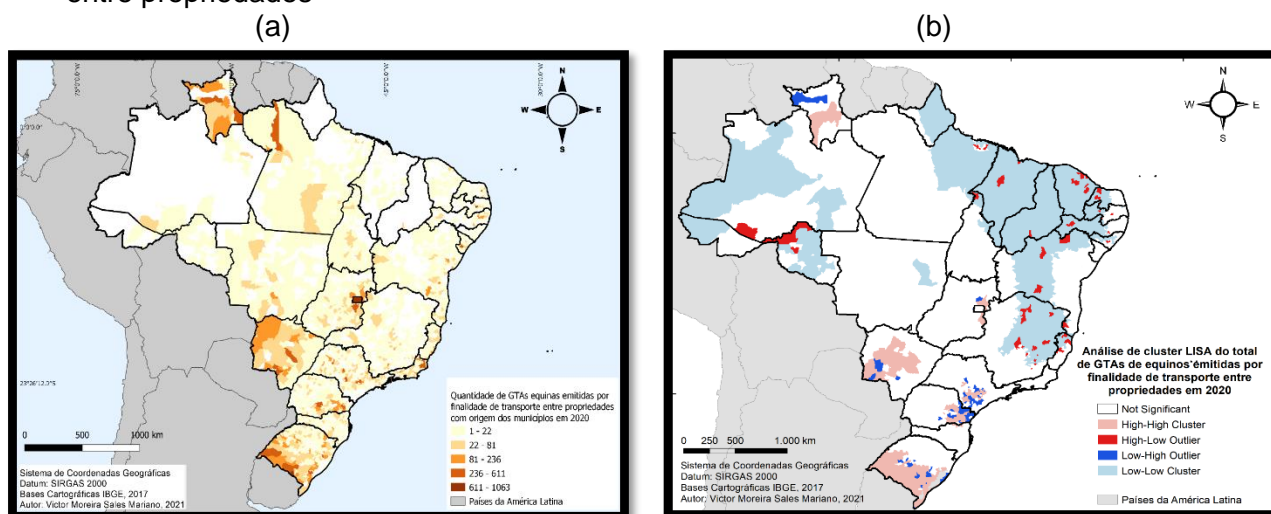 entre propriedades
(a)
(b)
N
W
E
S
Quantidade de GTAs equinas emitidas por
finalidade de transporte entre propriedades
com origem dos municípios em 2020
1 - 22
22 - 81
81 - 236
236 - 611
611 - 1063
Países da América Latina
0
500
1000 km
Sistema de Coordenadas Geográficas
Datum: SIRGAS 2000
Bases Cartográficas IBGE, 2017
Autor: Victor Moreira Sales Mariano, 2021
N
W
E
S
Análise de cluster LISA do total
de GTAs de equinos emitidas por
finalidade de transporte entre
propriedades em 2020
Not Significant
High-High Cluster
High-Low Outlier
Low-High Outlier
Low-Low Cluster
Países da América Latina
0 250 500 1.000 km
Sistema de Coordenadas Geográficas
Datum: SIRGAS 2000
Bases Cartográficas IBGE, 2017
Autor: Victor Moreira Sales Mariano, 2021